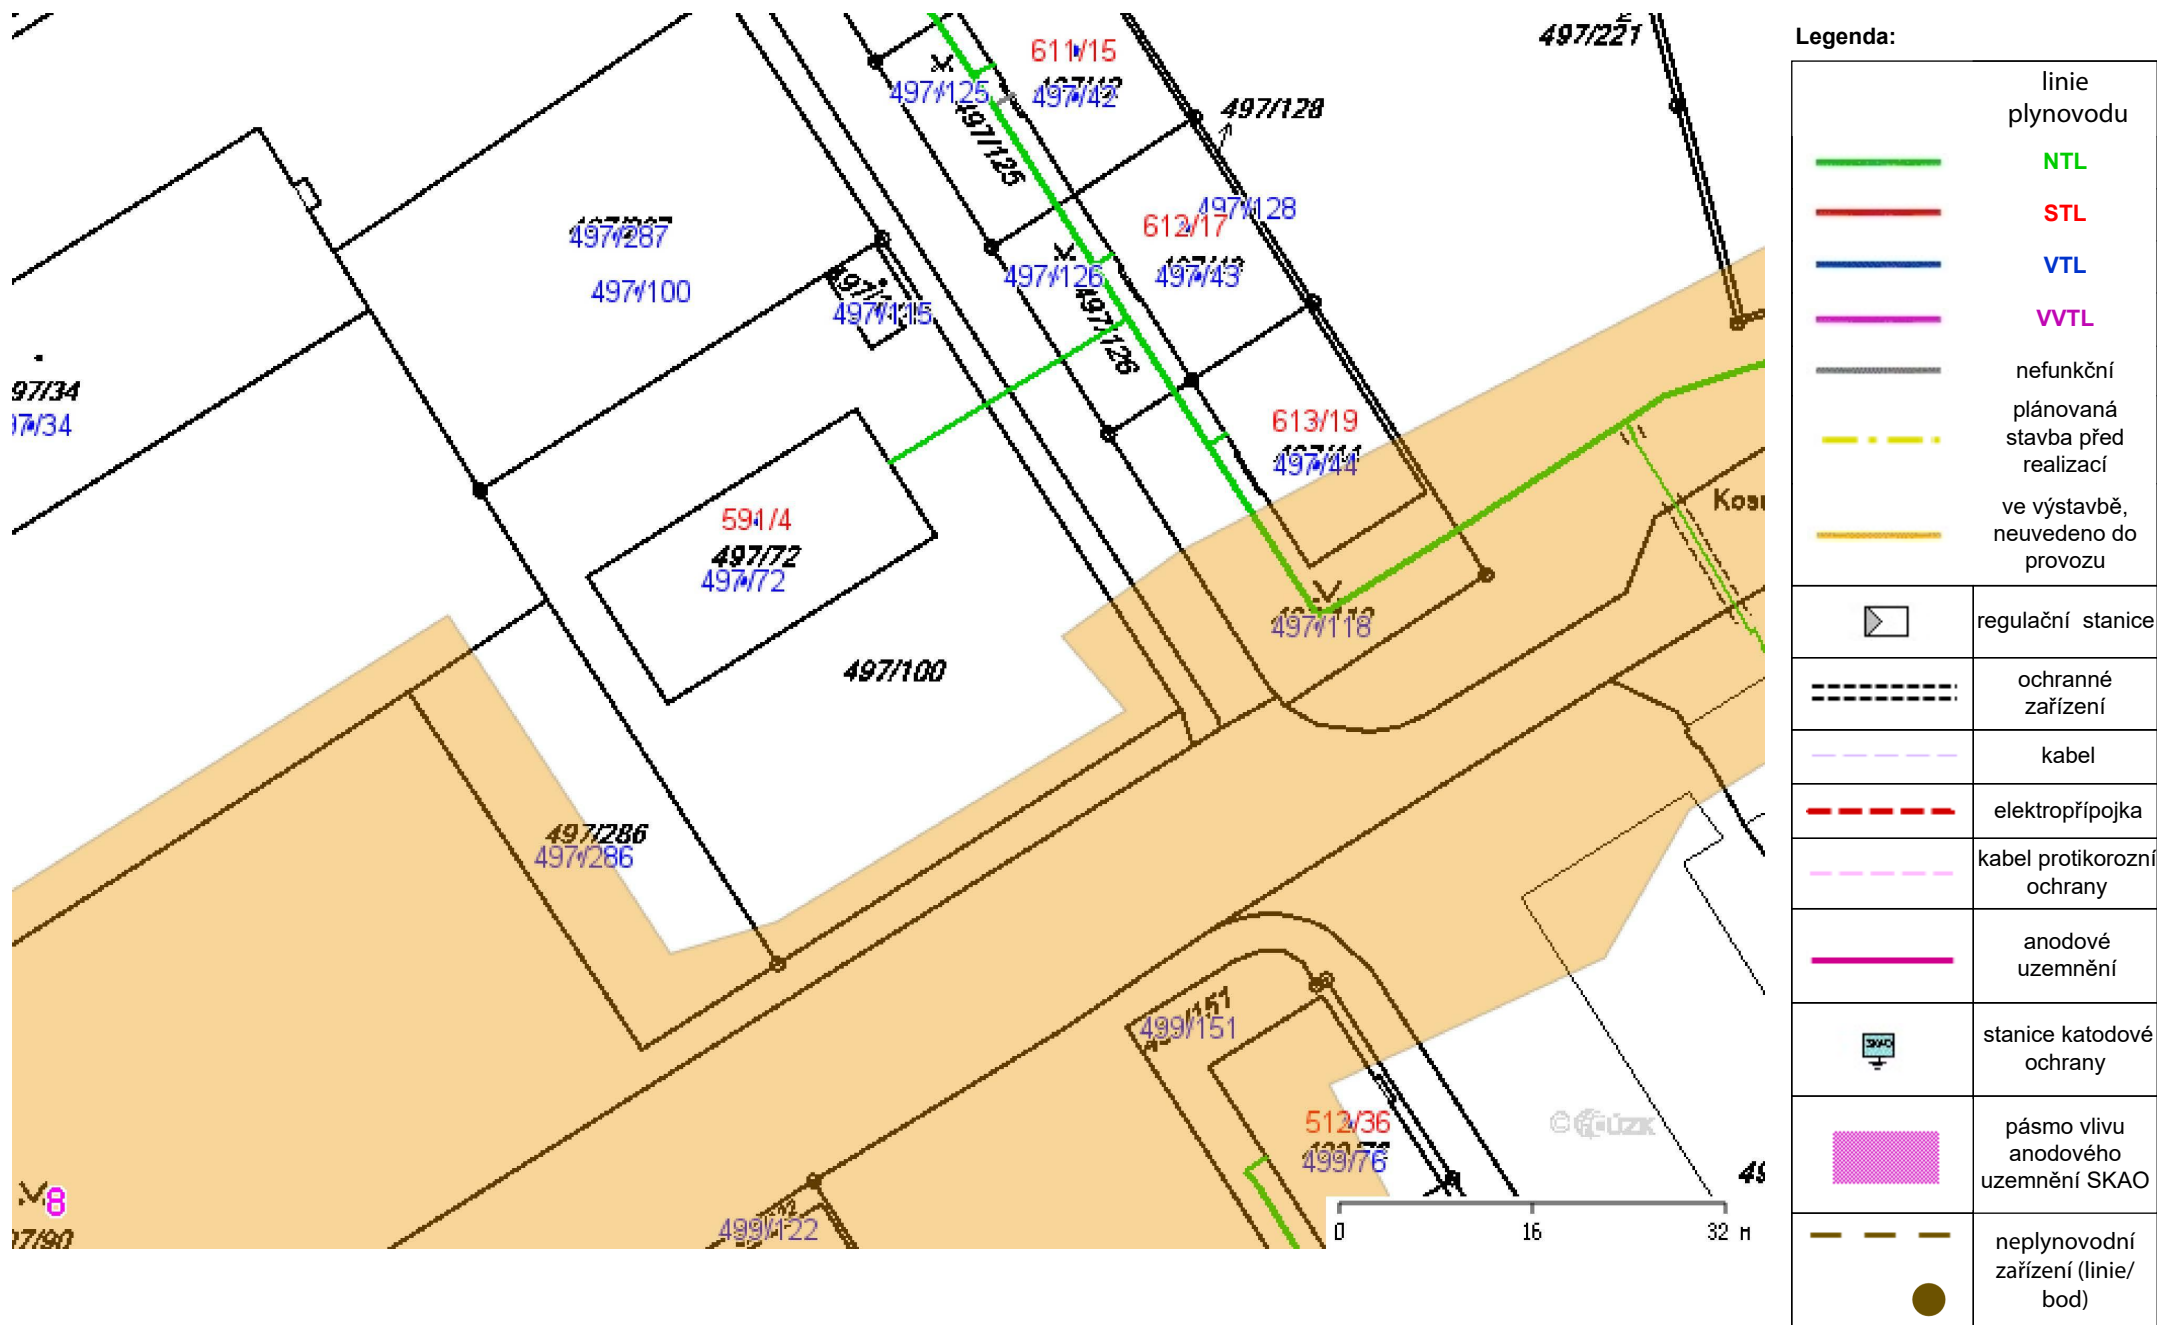 497/221
611/15
497/42
497/125
497/125
497/128
497/128
612/17
497/43
497/287
497/100
497/115
497/126
497/126
97/34
97/34
613/19
497/44
591/4
497/72
497/72
497/118
497/100
497/286
497/286
499/151
512/36
499/76
499/122
8
97/90
0 16 32 M
Legenda:
linie
plynovodu
NTL
STL
VTL
VVTL
nefunkční
plánovaná
stavba před
realizací
ve výstavbě,
neuvedeno do
provozu
regulační stanice
ochranné
zařízení
kabel
elektropřípojka
kabel protikorozní
ochrany
anodové
uzemnění
SKAO
stanice katodové
ochrany
pásmo vlivu
anodového
uzemnění SKAO
neplynovodní
zařízení (linie/
bod)